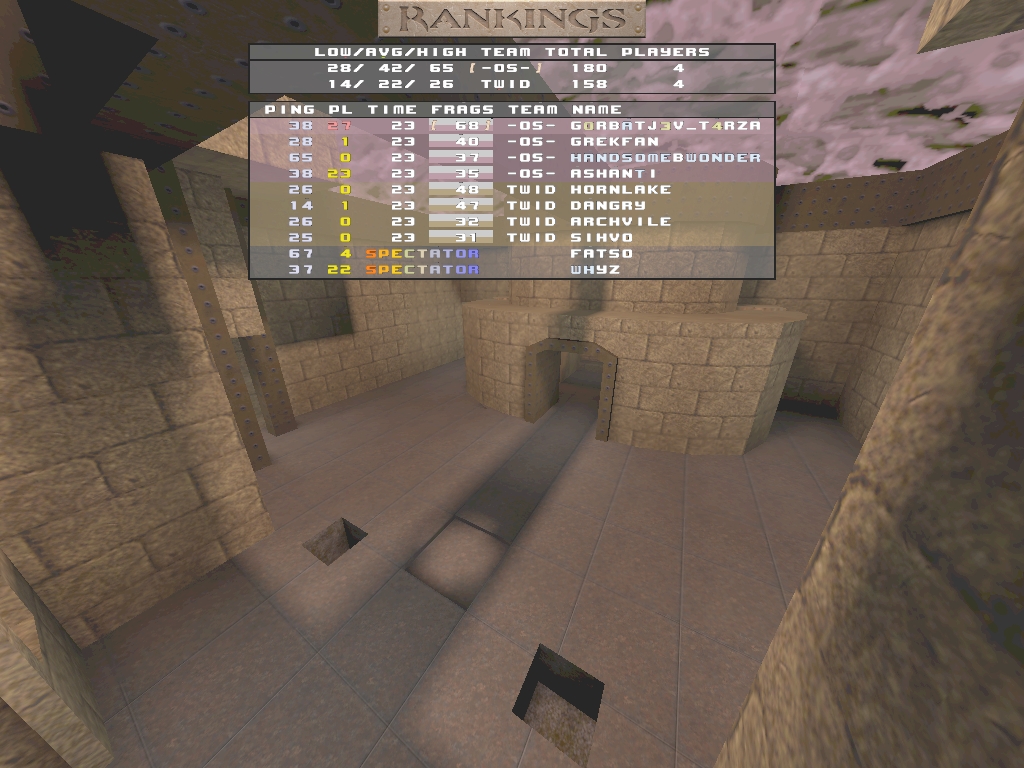 RANKINGS
LOW/AVG/HIGH TEAM TOTAL PLAYERS
28/ 42/ 65 [-OS-] 180 4
14/ 22/ 26 TWID 158 4
PING PL TIME FRAGS TEAM NAME
38 27 23 [ 68 ] -OS- GORBATJ3V_T4RZA
28 1 23 40 -OS- GREKFAN
65 0 23 37 -OS- HANDSOMEBWONDER
38 23 23 35 -OS- ASHANTI
26 0 23 48 TWID HORNLAKE
14 1 23 47 TWID DANGRY
26 0 23 32 TWID ARCHVILE
25 0 23 31 TWID SIHVO
67 4 SPECTATOR FATSO
37 22 SPECTATOR WHYZ